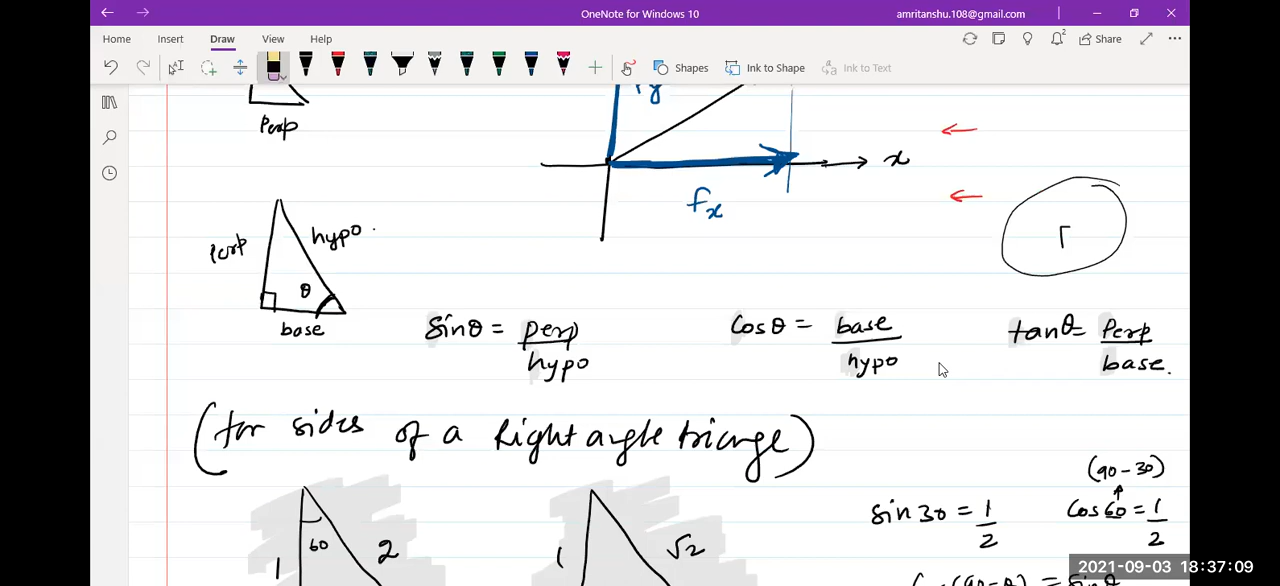 OneNote for Windows 10
amritanshu.108@gmail.com
Home Insert Draw View Help
Share
Shapes Ink to Shape Ink to Text
Perp
x
fx
Perp
hypo
θ
base
sinθ = perp/hypo
cosθ = base/hypo
tanθ = Perp/base.
(for sides of a Right angle triangle)
(90-30)
sin 30 = 1/2
cos 60 = 1/2
60
1
2
1
√2
2021-09-03 18:37:09